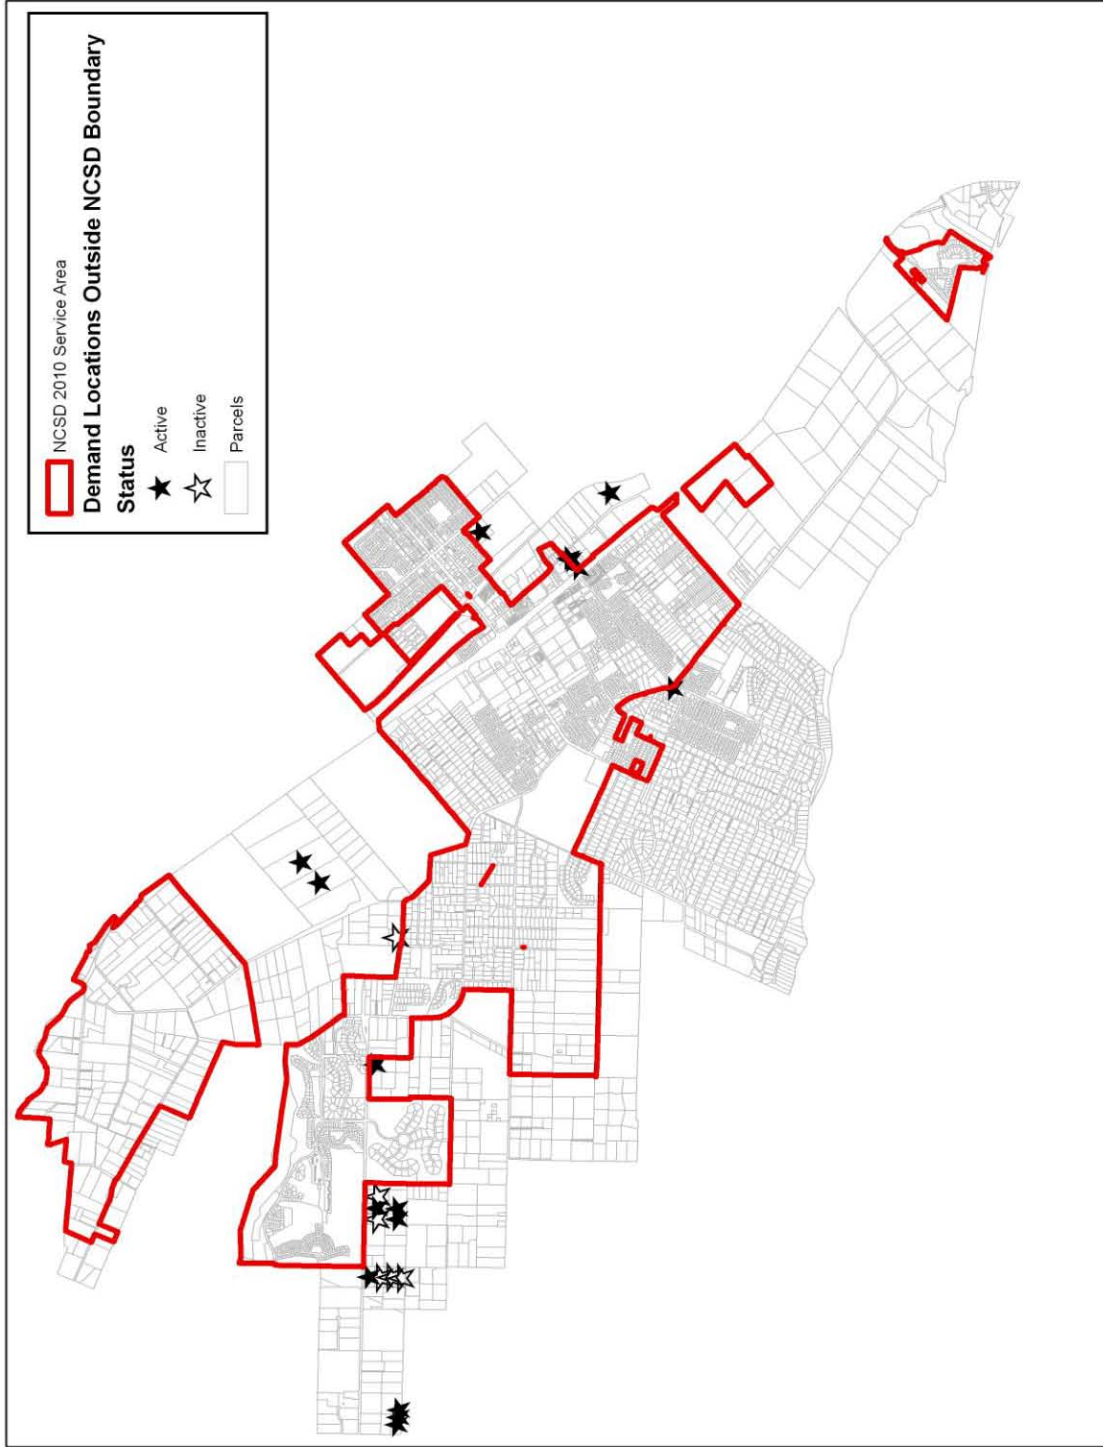 NCSD 2010 Service Area
Demand Locations Outside NCSD Boundary
Status
Active
Inactive
Parcels